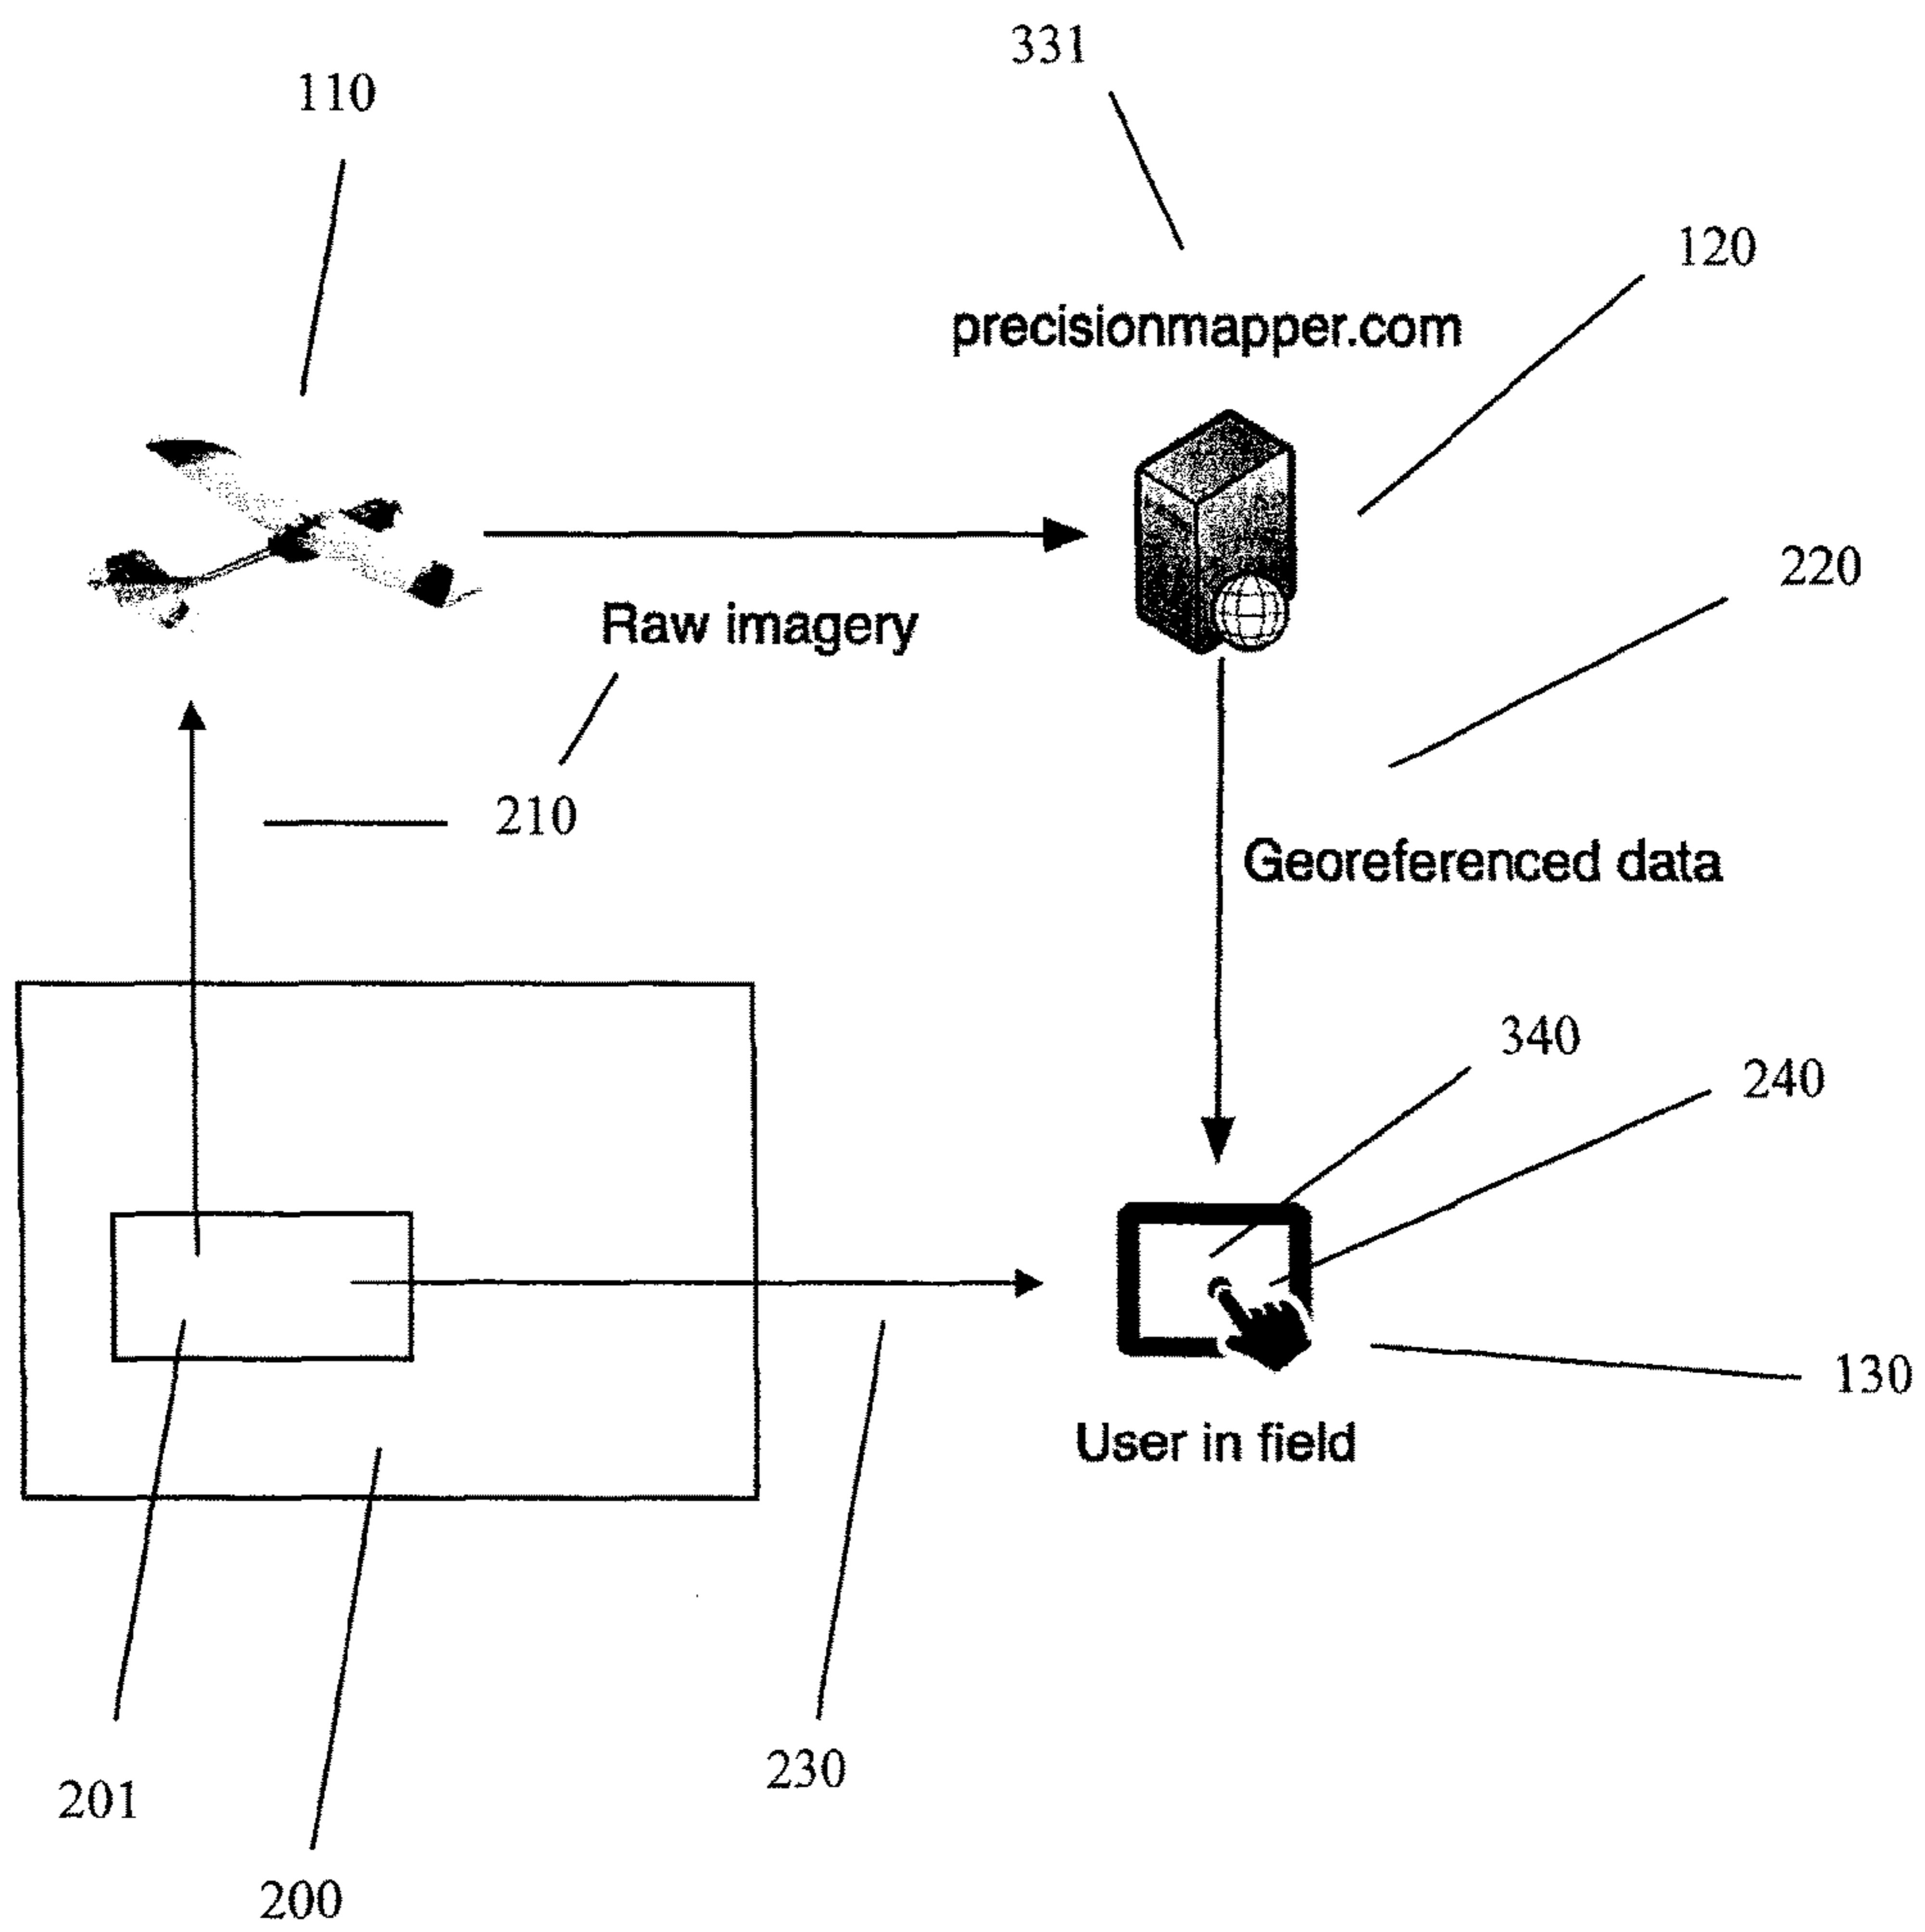 331
110
120
precisionmapper.com
220
Raw imagery
210
Georeferenced data
340
240
130
User in field
230
201
200